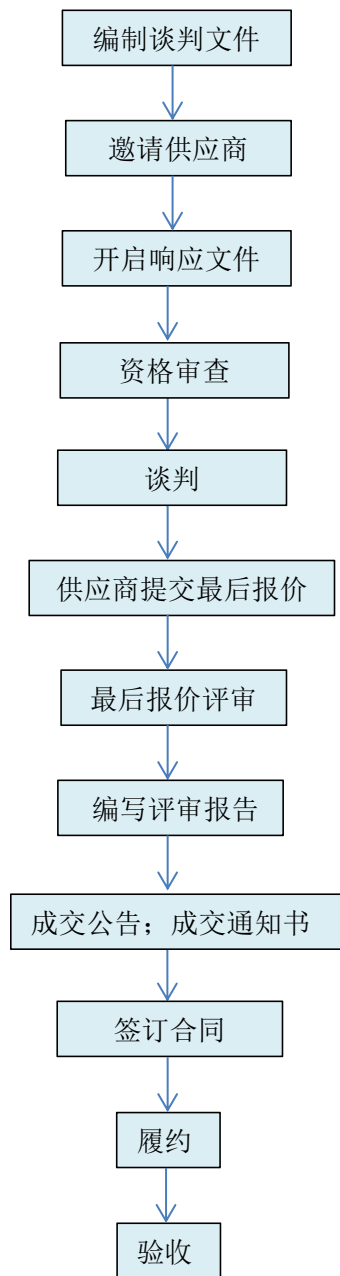 编制谈判文件
邀请供应商
开启响应文件
资格审查
谈判
供应商提交最后报价
最后报价评审
编写评审报告
成交公告；成交通知书
签订合同
履约
验收